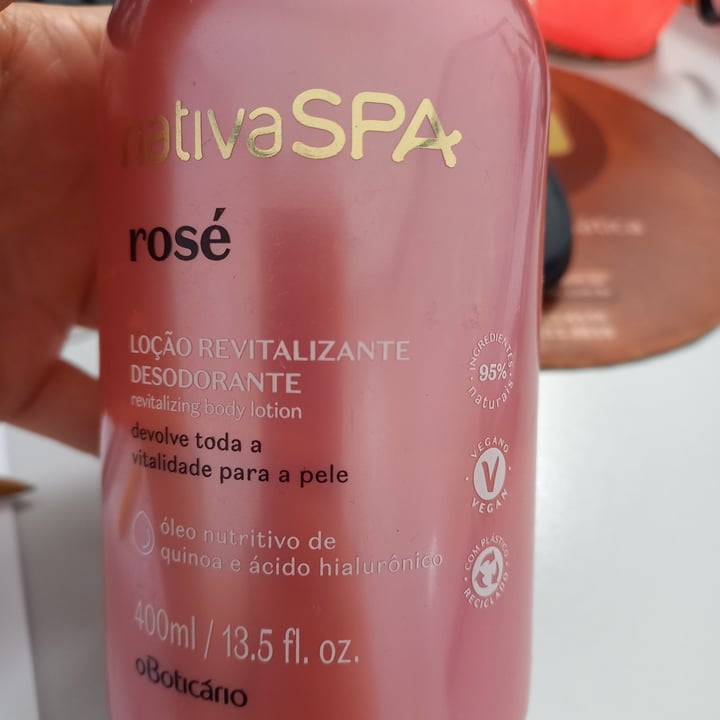 nativaSPA
rosé
LOÇÃO REVITALIZANTE
DESODORANTE
revitalizing body lotion
devolve toda a
vitalidade para a pele
óleo nutritivo de
quinoa e ácido hialurônico
400ml / 13.5 fl. oz.
oBoticário
INGREDIENTES
95%
naturais
VEGANO
V
VEGAN
COM PLÁSTICO
RECICLADO